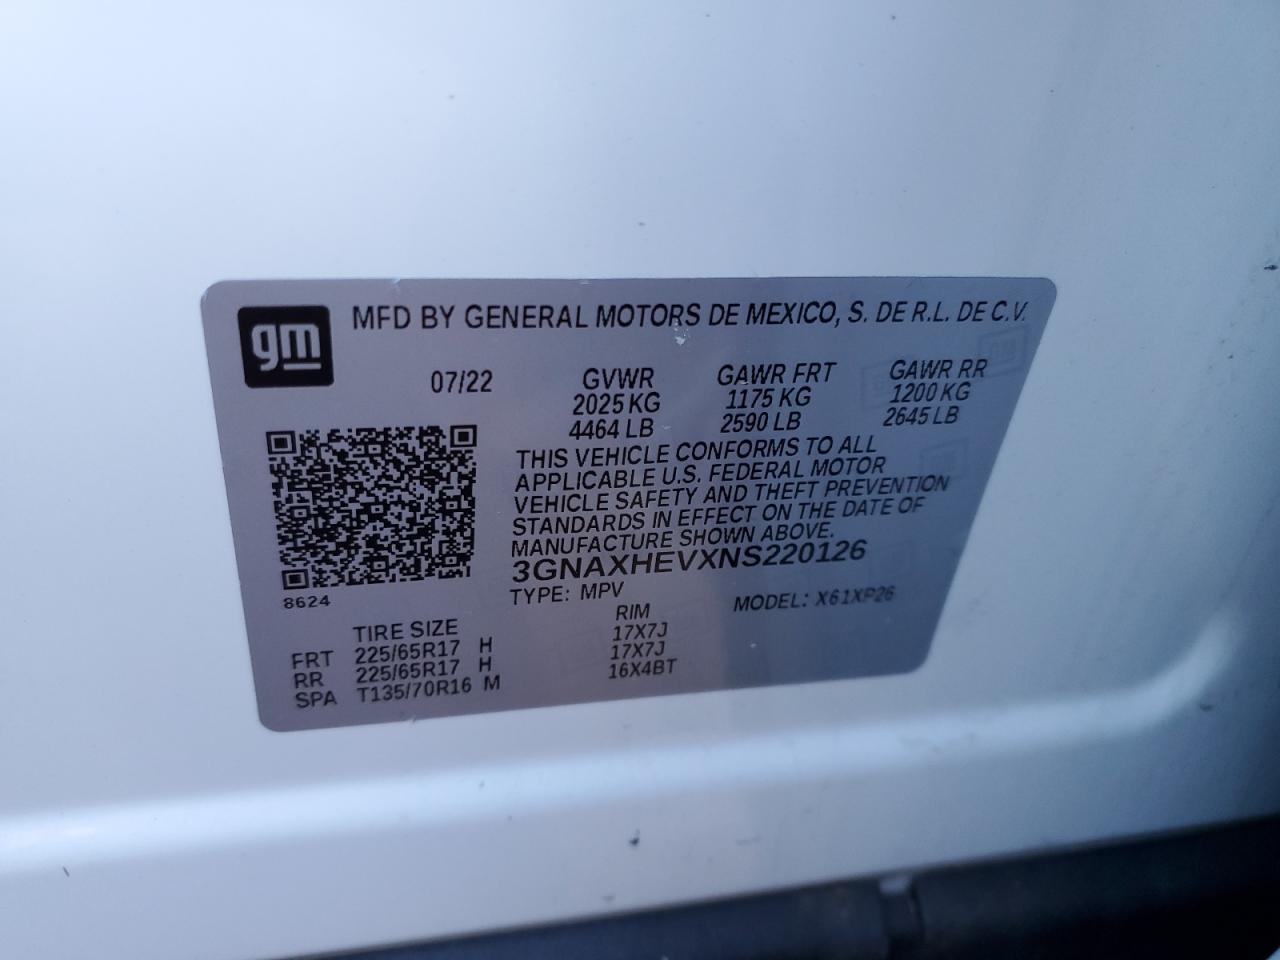 gm
MFD BY GENERAL MOTORS DE MEXICO, S. DE R.L. DE C.V.
07/22 GVWR GAWR FRT GAWR RR
2025 KG 1175 KG 1200 KG
4464 LB 2590 LB 2645 LB
THIS VEHICLE CONFORMS TO ALL
APPLICABLE U.S. FEDERAL MOTOR
VEHICLE SAFETY AND THEFT PREVENTION
STANDARDS IN EFFECT ON THE DATE OF
MANUFACTURE SHOWN ABOVE.
3GNAXHEVXNS220126
8624
TYPE: MPV MODEL: X61XP26
TIRE SIZE RIM
FRT 225/65R17 H 17X7J
RR 225/65R17 H 17X7J
SPA T135/70R16 M 16X4BT